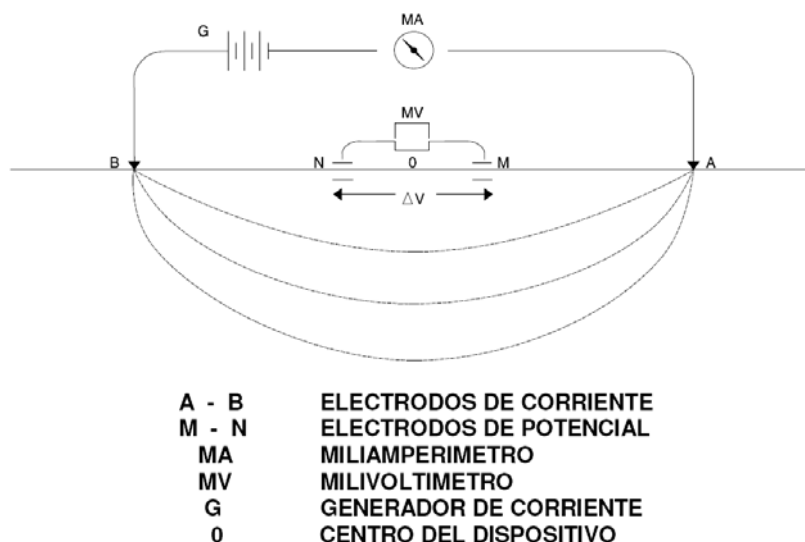 MA
G
MV
B N 0 M A
△V
A - B ELECTRODOS DE CORRIENTE
M - N ELECTRODOS DE POTENCIAL
MA MILIAMPERIMETRO
MV MILIVOLTIMETRO
G GENERADOR DE CORRIENTE
0 CENTRO DEL DISPOSITIVO